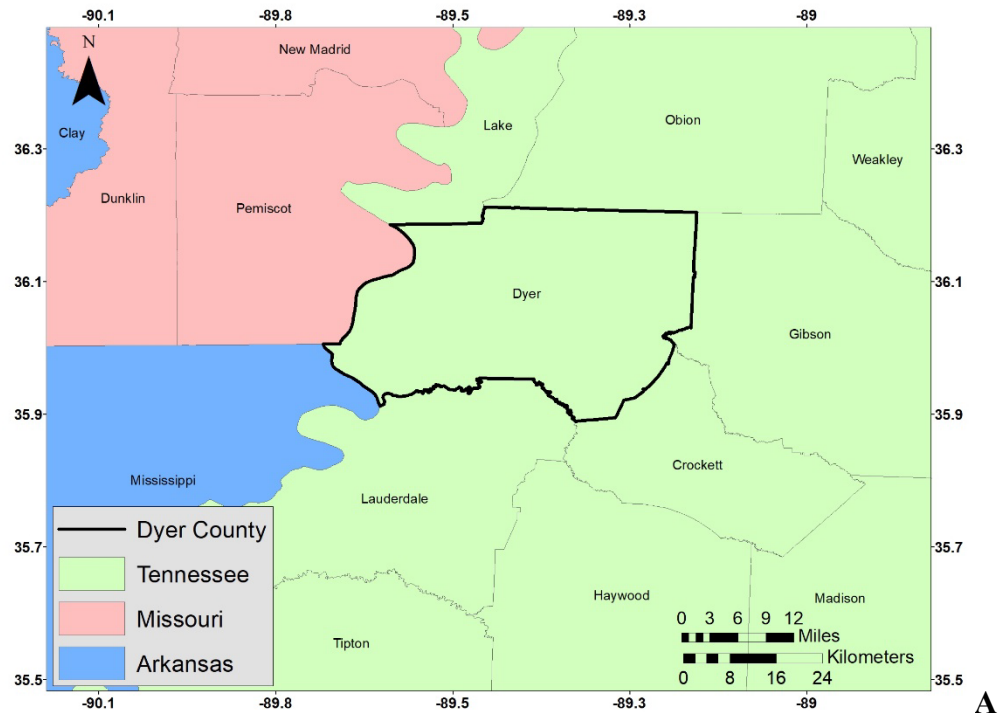 -90.1 -89.8 -89.5 -89.3 -89
N
New Madrid
Clay
Lake
Obion
36.3 36.3
Weakley
Dunklin
Pemiscot
36.1 36.1
Dyer
Gibson
35.9 35.9
Crockett
Mississippi
Lauderdale
Dyer County
Tennessee
Missouri
Arkansas
35.7 35.7
Haywood
Madison
0 3 6 9 12
Miles
Kilometers
0 8 16 24
Tipton
35.5 35.5
-90.1 -89.8 -89.5 -89.3 -89
A